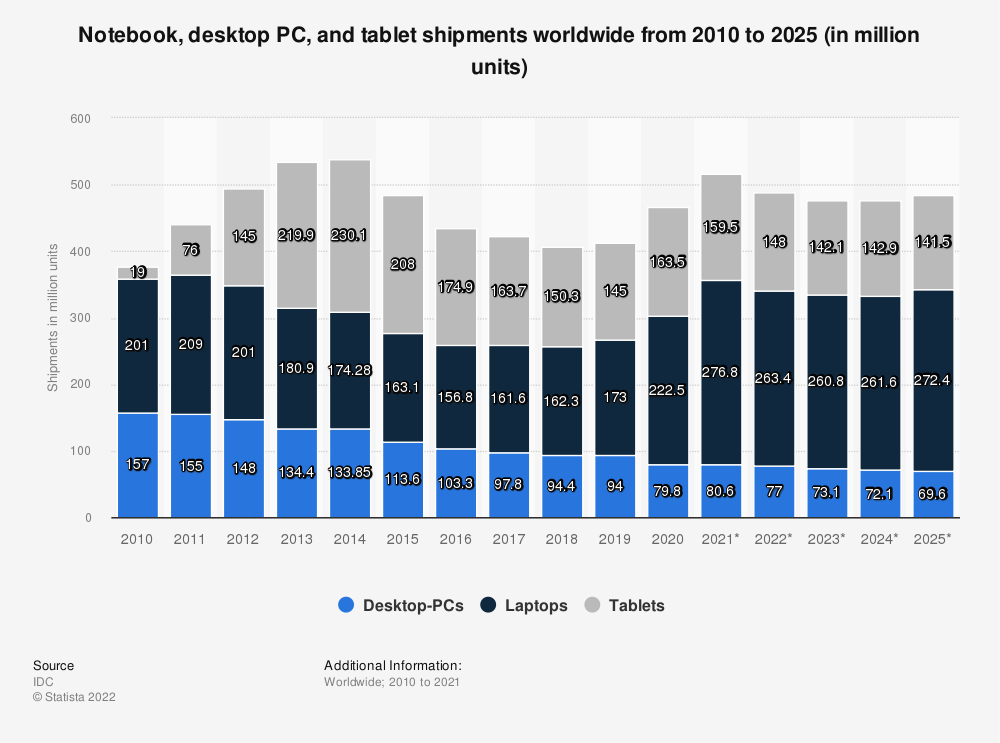 Notebook, desktop PC, and tablet shipments worldwide from 2010 to 2025 (in million
units)
Shipments in million units
600
500
400
300
200
100
0
19 76 145 219.9 230.1 208 174.9 163.7 150.3 145 163.5 159.5 148 142.1 142.9 141.5
201 209 201 180.9 174.28 163.1 156.8 161.6 162.3 173 222.5 276.8 263.4 260.8 261.6 272.4
157 155 148 134.4 133.85 113.6 103.3 97.8 94.4 94 79.8 80.6 77 73.1 72.1 69.6
2010 2011 2012 2013 2014 2015 2016 2017 2018 2019 2020 2021* 2022* 2023* 2024* 2025*
Desktop-PCs Laptops Tablets
Source
IDC
© Statista 2022
Additional Information:
Worldwide; 2010 to 2021